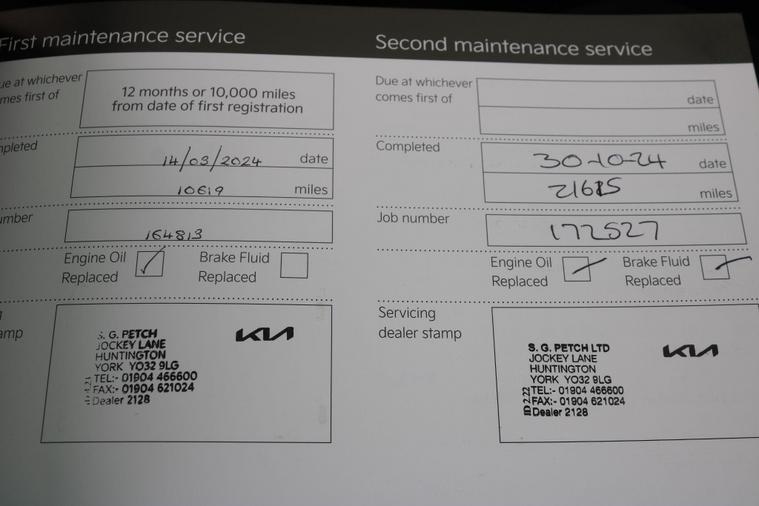 First maintenance service
ue at whichever
mes first of
12 months or 10,000 miles
from date of first registration
mpleted
14/03/2024 date
10619 miles
umber
164813
Engine Oil
Replaced
Brake Fluid
Replaced
amp
S. G. PETCH
JOCKEY LANE
HUNTINGTON
YORK YO32 9LG
TEL:- 01904 466600
FAX:- 01904 621024
Dealer 2128
KIA
Second maintenance service
Due at whichever
comes first of
date
miles
Completed
30-10-24 date
miles
Job number
172527
Engine Oil
Replaced
Brake Fluid
Replaced
Servicing
dealer stamp
S. G. PETCH LTD
JOCKEY LANE
HUNTINGTON
YORK YO32 9LG
TEL:- 01904 466600
FAX:- 01904 621024
Dealer 2128
KIA